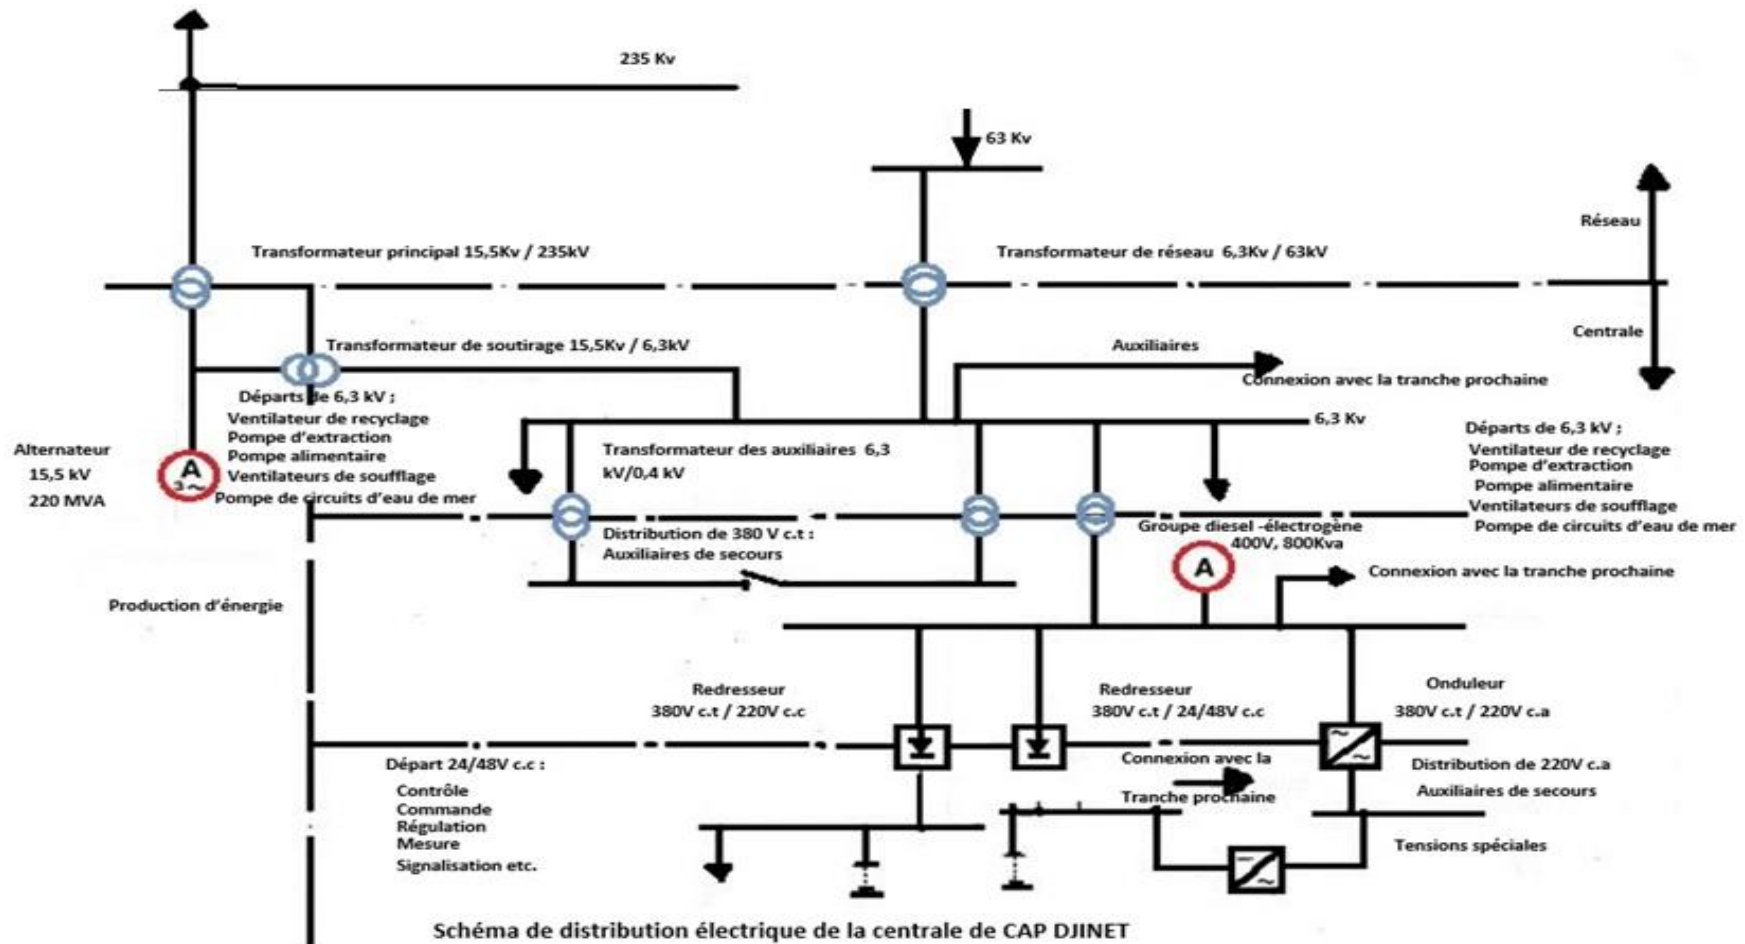 235 Kv
63 Kv
Réseau
Transformateur principal 15,5Kv / 235kV
Transformateur de réseau 6,3Kv / 63kV
Centrale
Transformateur de soutirage 15,5Kv / 6,3kV
Auxiliaires
Connexion avec la tranche prochaine
Départs de 6,3 kV ;
Ventilateur de recyclage
Pompe d'extraction
Pompe alimentaire
Ventilateurs de soufflage
Pompe de circuits d'eau de mer
Alternateur
15,5 kV
220 MVA
A
3~
6,3 Kv
Transformateur des auxiliaires 6,3
kV/0,4 kV
Départs de 6,3 kV ;
Ventilateur de recyclage
Pompe d'extraction
Pompe alimentaire
Ventilateurs de soufflage
Pompe de circuits d'eau de mer
Distribution de 380 V c.t :
Auxiliaires de secours
Groupe diesel -électrogène
400V, 800Kva
A
Connexion avec la tranche prochaine
Production d'énergie
Redresseur
380V c.t / 220V c.c
Redresseur
380V c.t / 24/48V c.c
Onduleur
380V c.t / 220V c.a
Départ 24/48V c.c :
Contrôle
Commande
Régulation
Mesure
Signalisation etc.
Connexion avec la
Tranche prochaine
Distribution de 220V c.a
Auxiliaires de secours
Tensions spéciales
Schéma de distribution électrique de la centrale de CAP DJINET